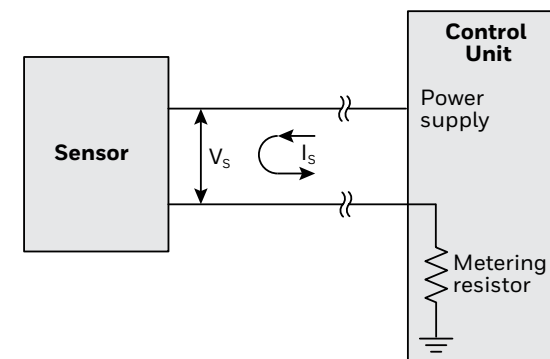 Control
Unit
Power
supply
Sensor
Vs
Is
Metering
resistor